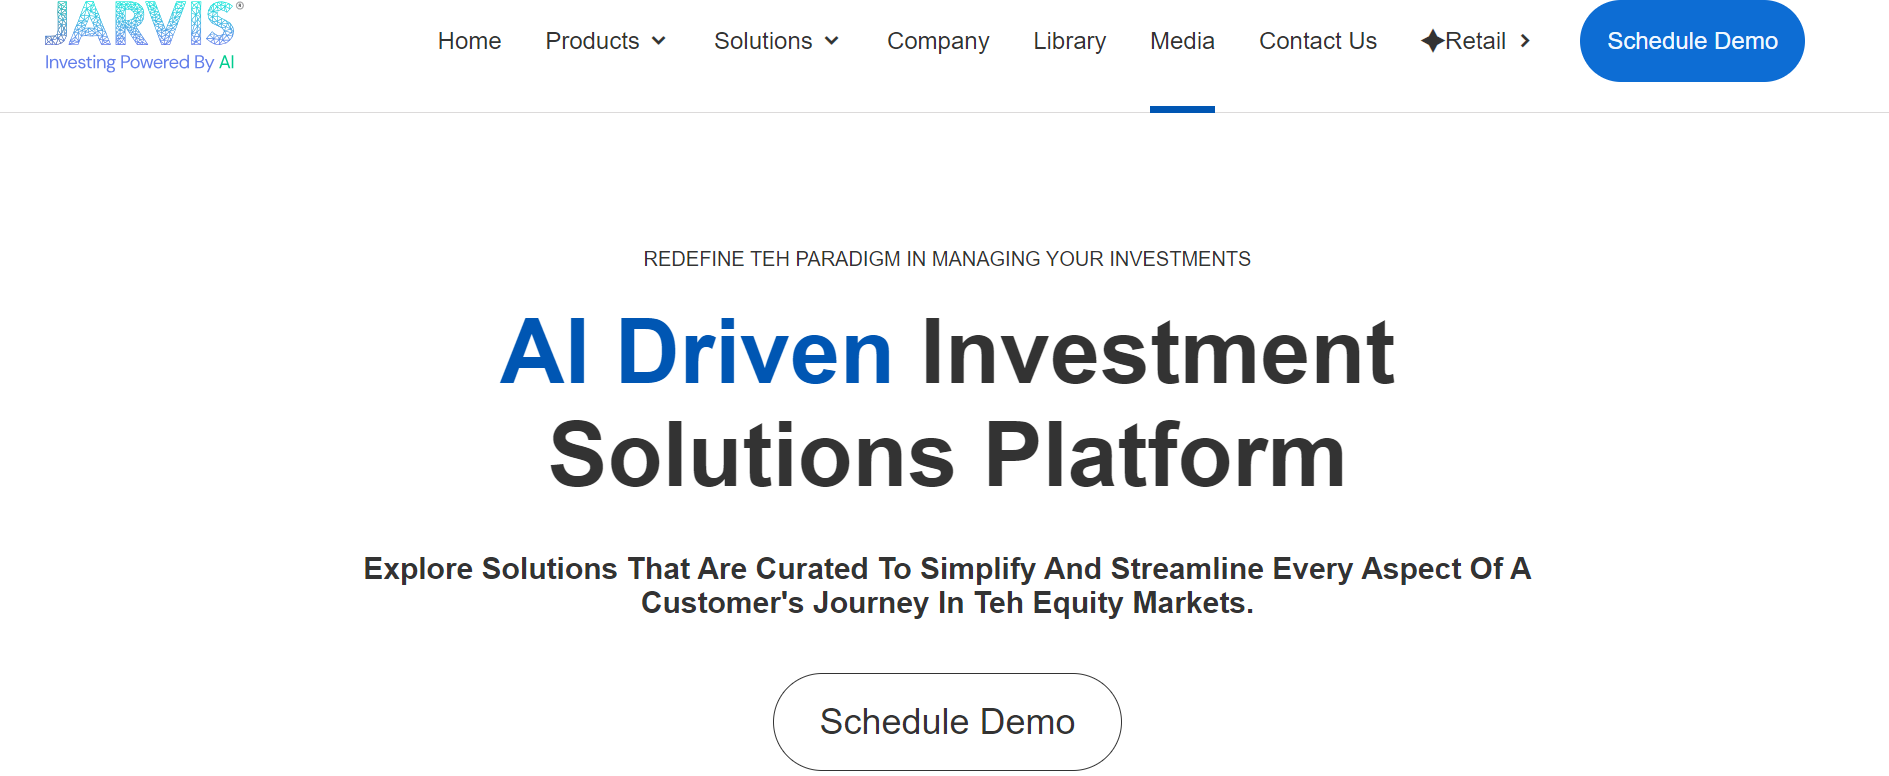 JARVIS®
Investing Powered By AI
Home Products Solutions Company Library Media Contact Us Retail Schedule Demo
REDEFINE TEH PARADIGM IN MANAGING YOUR INVESTMENTS
AI Driven Investment
Solutions Platform
Explore Solutions That Are Curated To Simplify And Streamline Every Aspect Of A
Customer's Journey In Teh Equity Markets.
Schedule Demo